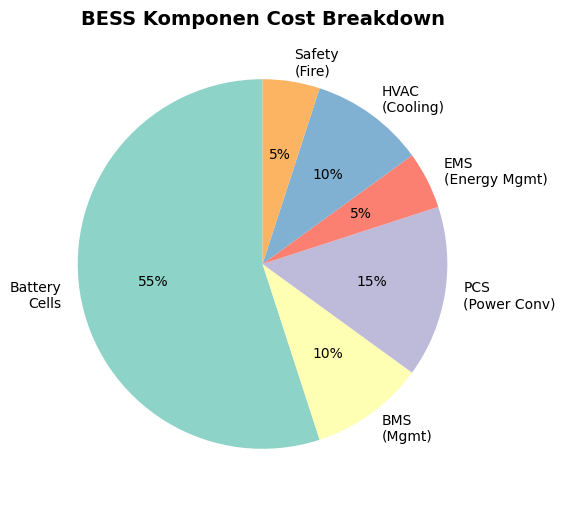 BESS Komponen Cost Breakdown
Safety
(Fire)
HVAC
(Cooling)
EMS
(Energy Mgmt)
PCS
(Power Conv)
BMS
(Mgmt)
Battery
Cells
5%
10%
5%
15%
10%
55%